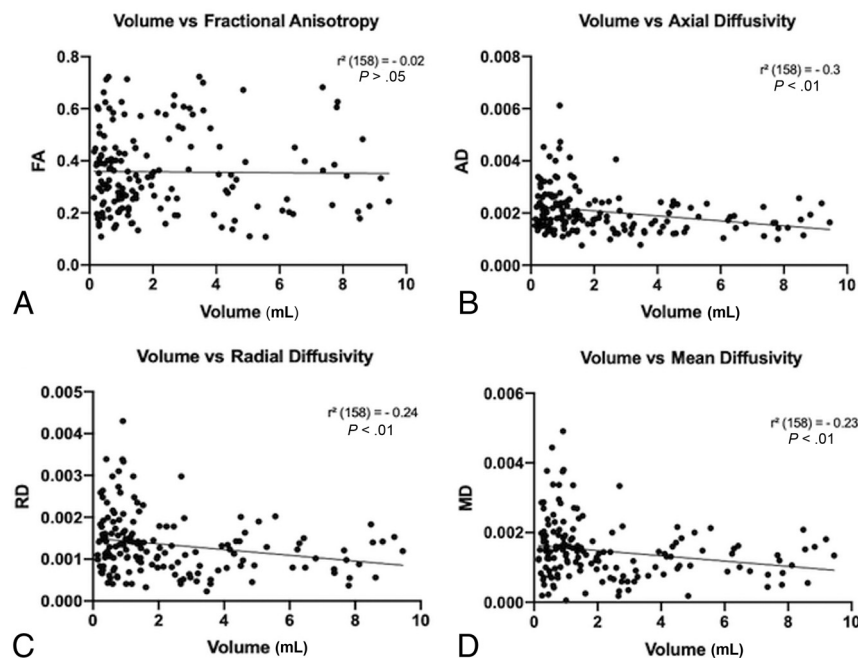 Volume vs Fractional Anisotropy
r² (158) = - 0.02
P > .05
0.8
0.6
0.4
0.2
0.0
FA
0 2 4 6 8 10
Volume (mL)
A
Volume vs Axial Diffusivity
r² (158) = - 0.3
P < .01
0.008
0.006
0.004
0.002
0.000
AD
0 2 4 6 8 10
Volume (mL)
B
Volume vs Radial Diffusivity
r² (158) = - 0.24
P < .01
0.005
0.004
0.003
0.002
0.001
0.000
RD
0 2 4 6 8 10
Volume (mL)
C
Volume vs Mean Diffusivity
r² (158) = - 0.23
P < .01
0.006
0.004
0.002
0.000
MD
0 2 4 6 8 10
Volume (mL)
D